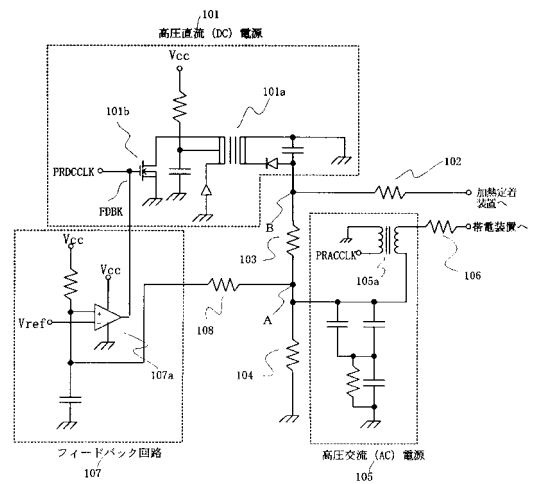 101
高圧直流 (DC) 電源
Vcc
101a
101b
PRDCCLK
FDBK
102
加熱定着
装置へ
B
103
帯電装置へ
PRACCLK
105a
106
Vcc
Vcc
108
A
Vref
+
−
107a
104
フィードバック回路
107
高圧交流 (AC) 電源
105